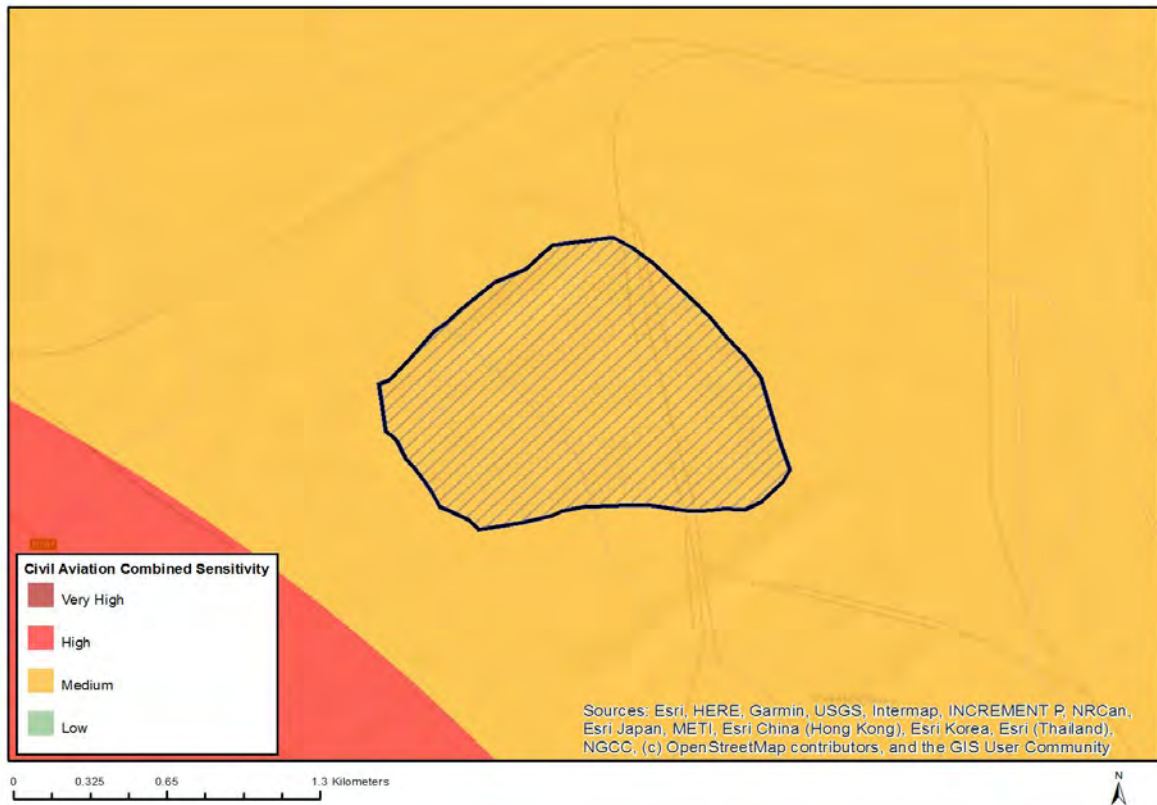 Civil Aviation Combined Sensitivity
Very High
High
Medium
Low
Sources: Esri, HERE, Garmin, USGS, Intermap, INCREMENT P, NRCan,
Esri Japan, METI, Esri China (Hong Kong), Esri Korea, Esri (Thailand),
NGCC, (c) OpenStreetMap contributors, and the GIS User Community
0 0.325 0.65 1.3 Kilometers
N